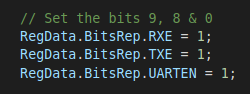 // Set the bits 9, 8 & 0
RegData.BitsRep.RXE = 1;
RegData.BitsRep.TXE = 1;
RegData.BitsRep.UARTEN = 1;